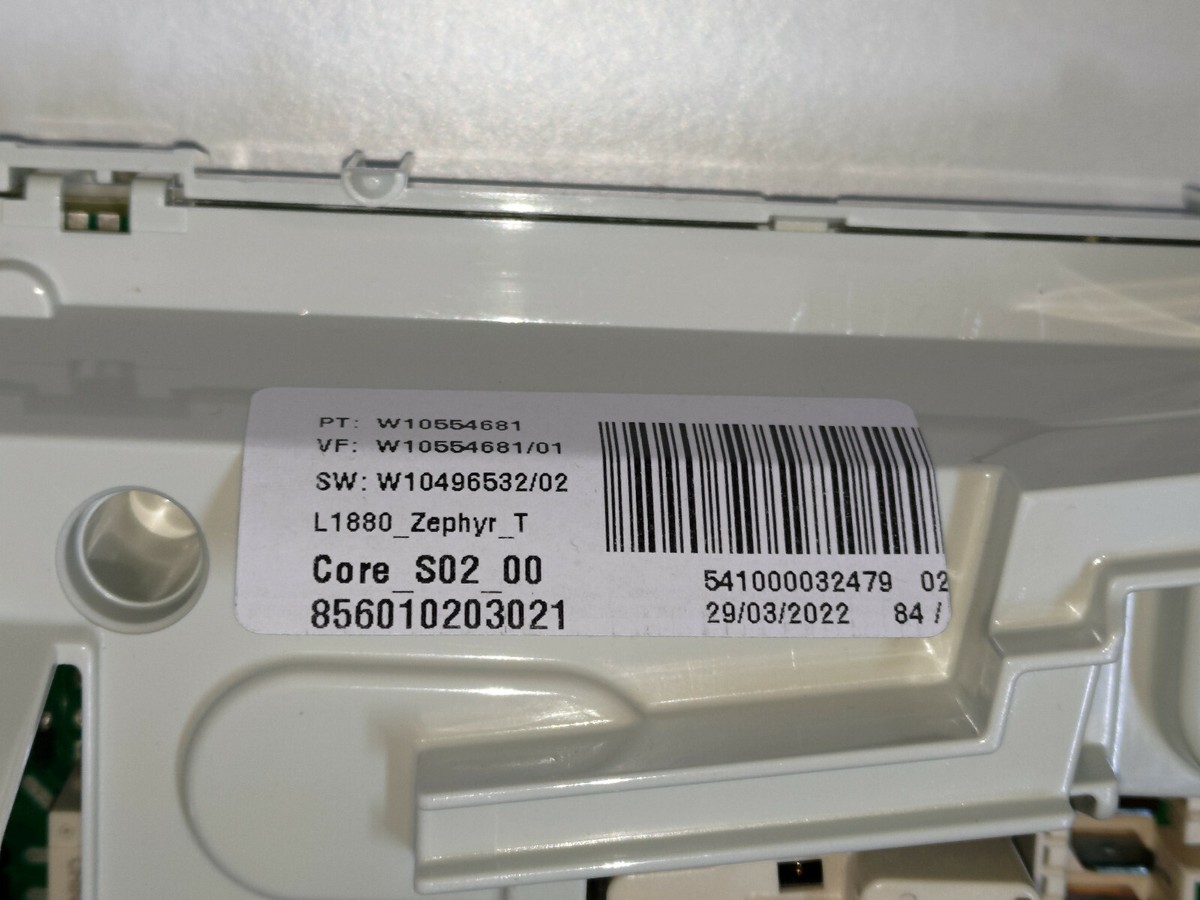 PT: W10554681
VF: W10554681/01
SW: W10496532/02
L1880_Zephyr_T
Core_S02_00
856010203021
541000032479 02
29/03/2022 84 /